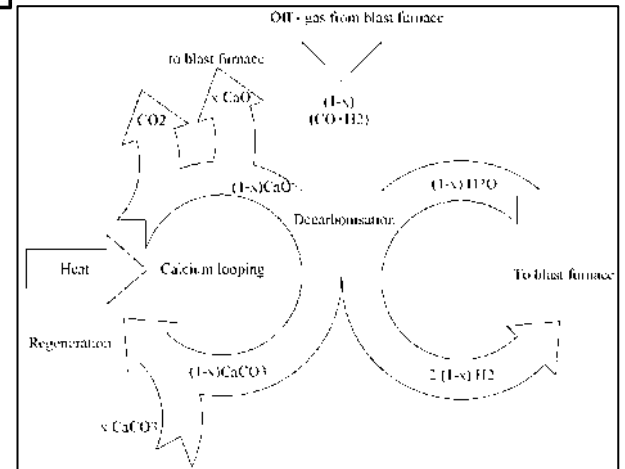 Off - gas from blast furnace
to blast furnace
x CaO
CO2
(1-x)
(CO+H2)
(1-x)CaO
(1-x)H2O
Decarbonisation
Heat
Calcium looping
To blast furnace
Regeneration
(1-x)CaCO3
2 (1-x) H2
x CaCO3